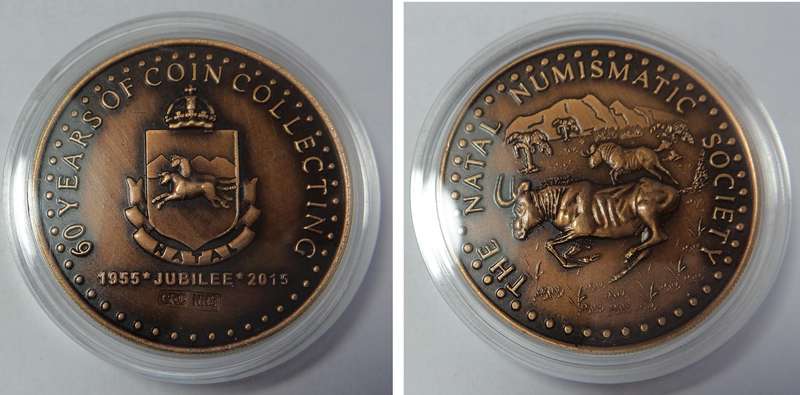 60 YEARS OF COIN COLLECTING
NATAL
1955*JUBILEE*2015
THE NATAL NUMISMATIC SOCIETY